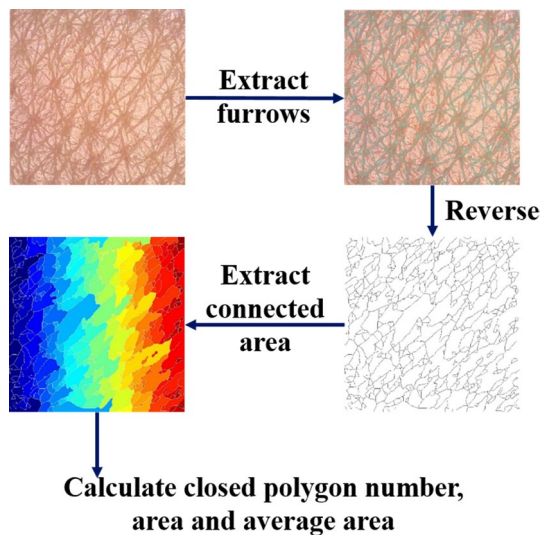 Extract
furrows
Reverse
Extract
connected
area
Calculate closed polygon number,
area and average area